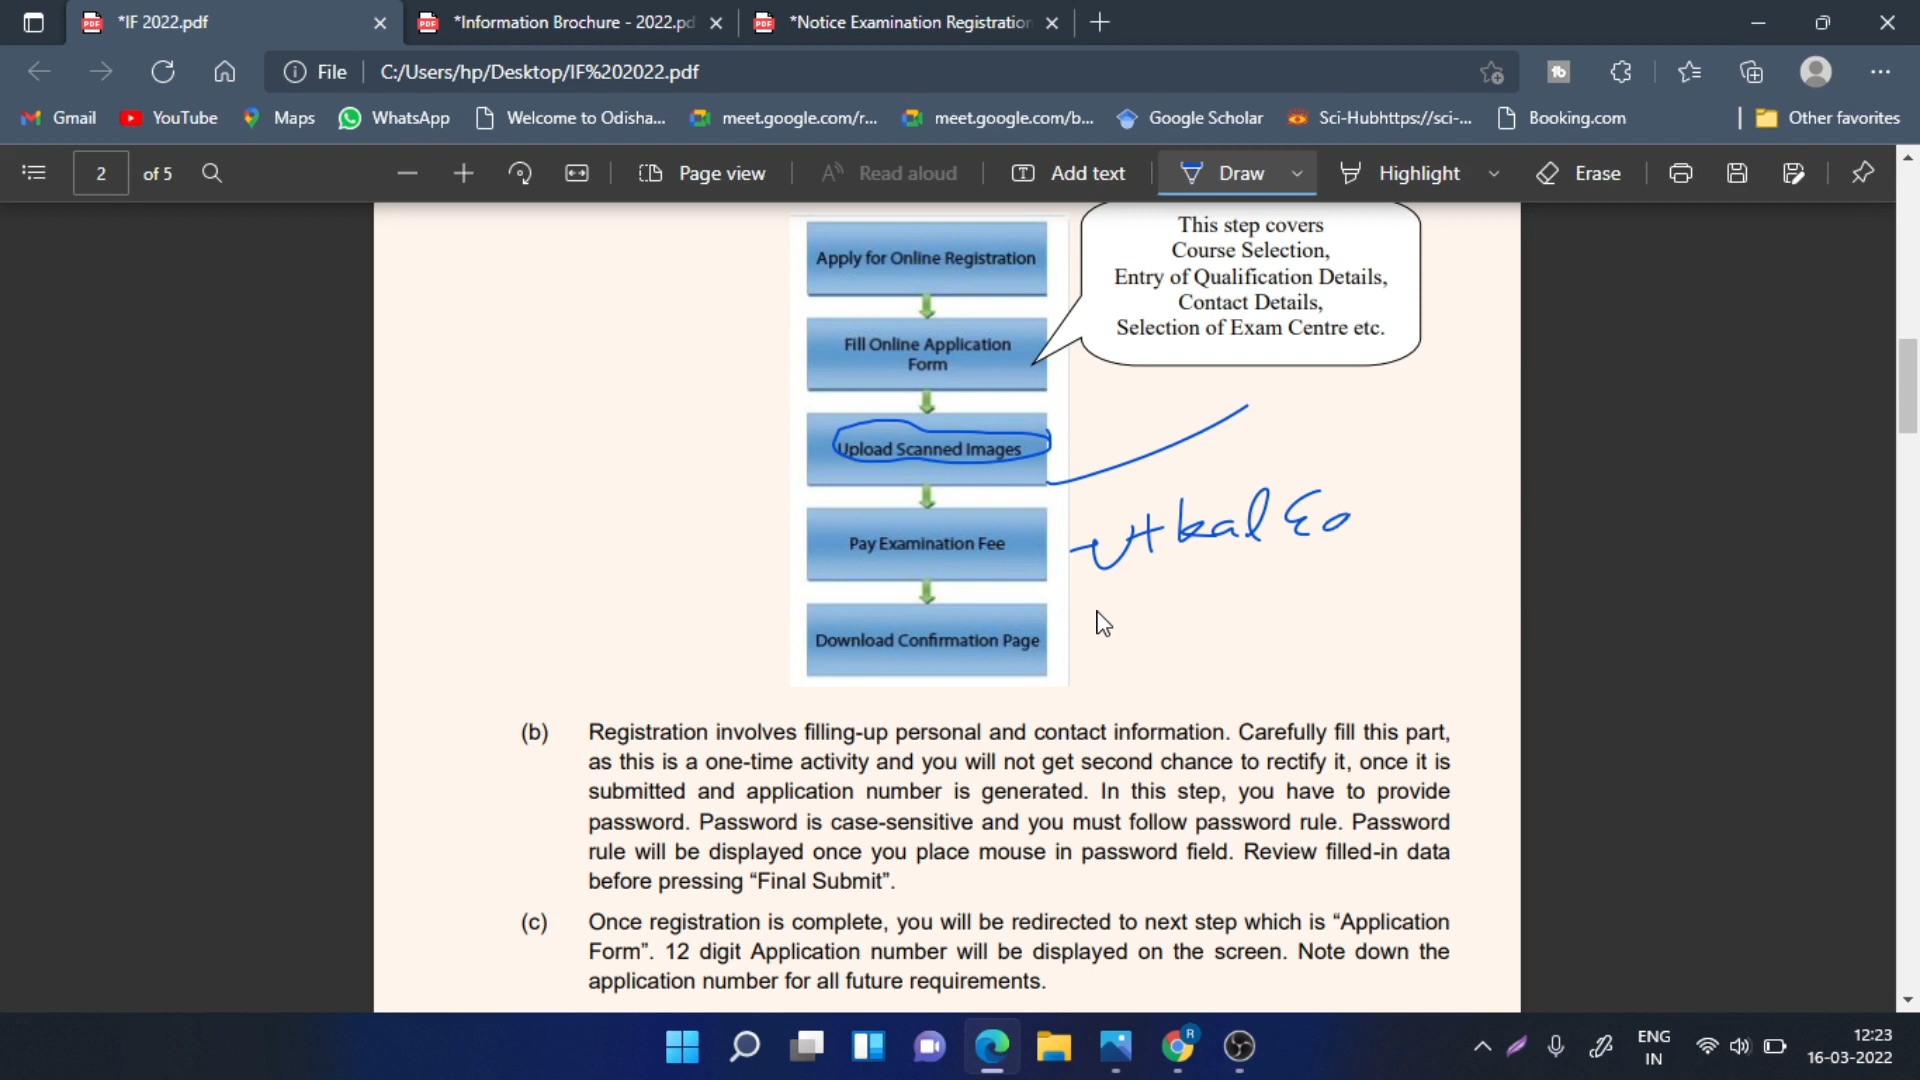 *IF 2022.pdf
*Information Brochure - 2022.pd
*Notice Examination Registration
File
C:/Users/hp/Desktop/IF%202022.pdf
Gmail
YouTube
Maps
WhatsApp
Welcome to Odisha...
meet.google.com/r...
meet.google.com/b...
Google Scholar
Sci-Hubhttps://sci-...
Booking.com
Other favorites
2
of 5
Page view
Read aloud
Add text
Draw
Highlight
Erase
Apply for Online Registration
Fill Online Application
Form
Upload Scanned Images
Pay Examination Fee
Download Confirmation Page
This step covers
Course Selection,
Entry of Qualification Details,
Contact Details,
Selection of Exam Centre etc.
Utkal Eo
(b) Registration involves filling-up personal and contact information. Carefully fill this part,
as this is a one-time activity and you will not get second chance to rectify it, once it is
submitted and application number is generated. In this step, you have to provide
password. Password is case-sensitive and you must follow password rule. Password
rule will be displayed once you place mouse in password field. Review filled-in data
before pressing “Final Submit”.
(c) Once registration is complete, you will be redirected to next step which is “Application
Form”. 12 digit Application number will be displayed on the screen. Note down the
application number for all future requirements.
R
ENG
IN
12:23
16-03-2022